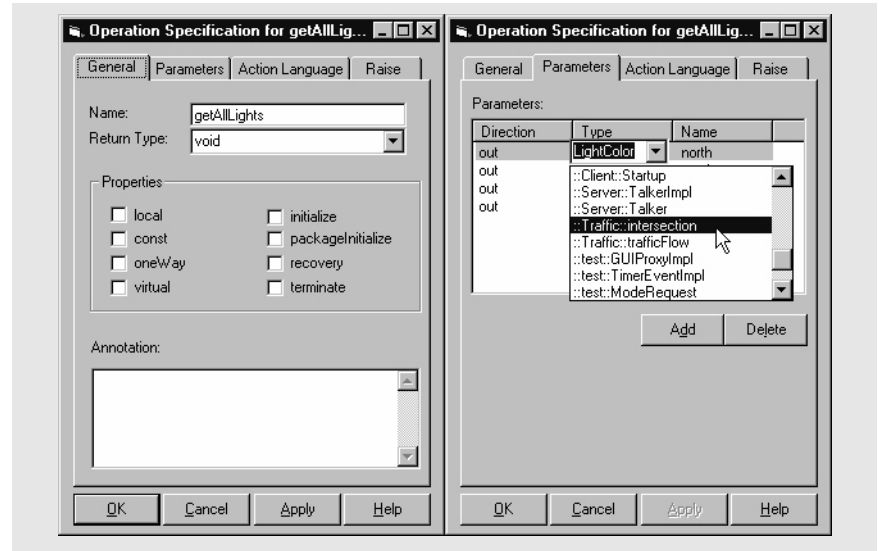 Operation Specification for getAllLig...
General Parameters Action Language Raise
Name: getAllLights
Return Type: void
Properties
local initialize
const packageInitialize
oneWay recovery
virtual terminate
Annotation:
OK Cancel Apply Help
Operation Specification for getAllLig...
General Parameters Action Language Raise
Parameters:
Direction Type Name
out LightColor north
out
out
out
::Client::Startup
::Server::TalkerImpl
::Server::Talker
::Traffic::intersection
::Traffic::trafficFlow
::test::GUIProxyImpl
::test::TimerEventImpl
::test::ModeRequest
Add Delete
OK Cancel Apply Help